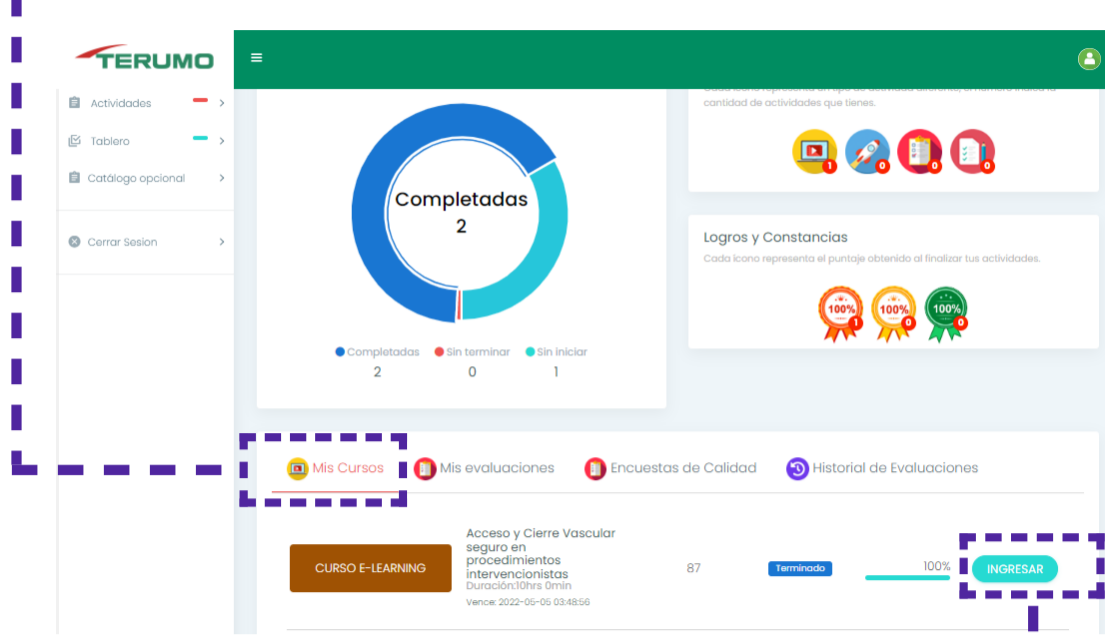 TERUMO
Actividades
Tablero
Catálogo opcional
Cerrar Sesion
Completadas
2
Completadas
Sin terminar
Sin iniciar
2
0
1
cantidad de actividades que tienes.
1
0
0
0
Logros y Constancias
Cada icono representa el puntaje obtenido al finalizar tus actividades.
100%
1
100%
0
100%
0
Mis Cursos
Mis evaluaciones
Encuestas de Calidad
Historial de Evaluaciones
CURSO E-LEARNING
Acceso y Cierre Vascular
seguro en
procedimientos
intervencionistas
Duración:10hrs 0min
Vence: 2022-05-05 03:48:56
87
Terminado
100%
INGRESAR